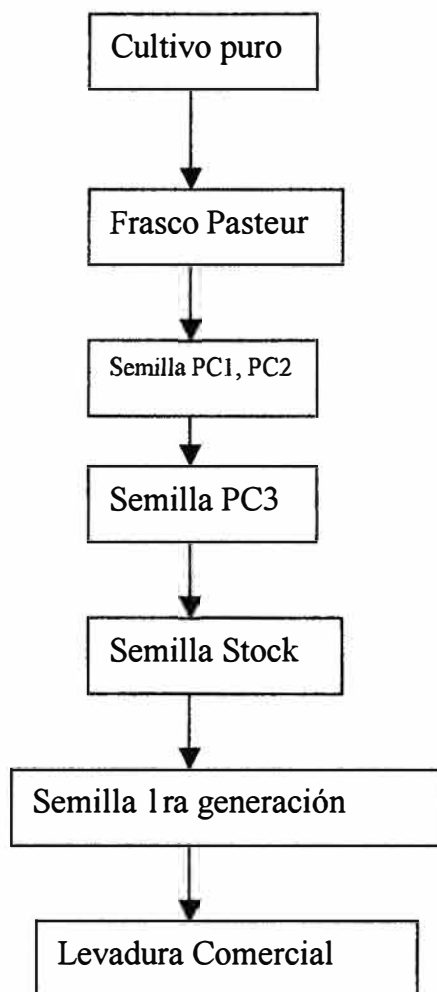 Cultivo puro
Frasco Pasteur
Semilla PC1, PC2
Semilla PC3
Semilla Stock
Semilla 1ra generación
Levadura Comercial